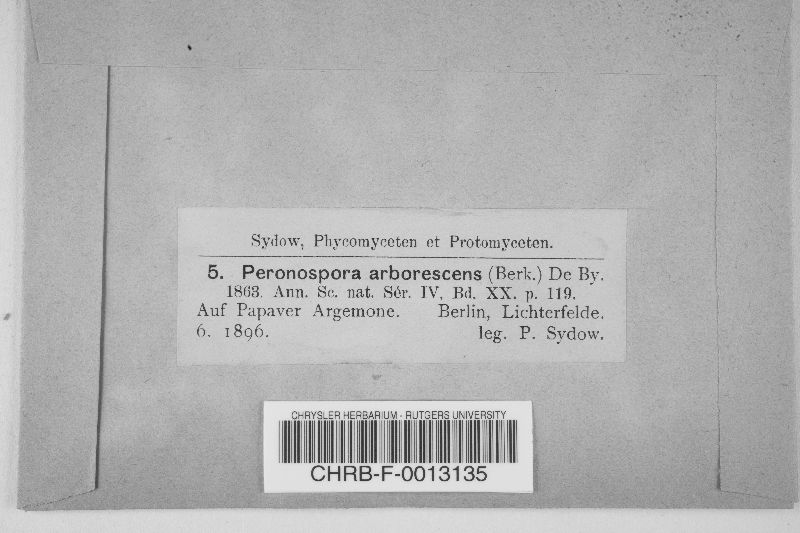 Sydow, Phycomyceten et Protomyceten.
5. Peronospora arborescens (Berk.) De By.
1863. Ann. Sc. nat. Sér. IV, Bd. XX. p. 119.
Auf Papaver Argemone. Berlin, Lichterfelde.
6. 1896. leg. P. Sydow.
CHRYSLER HERBARIUM - RUTGERS UNIVERSITY
CHRB-F-0013135